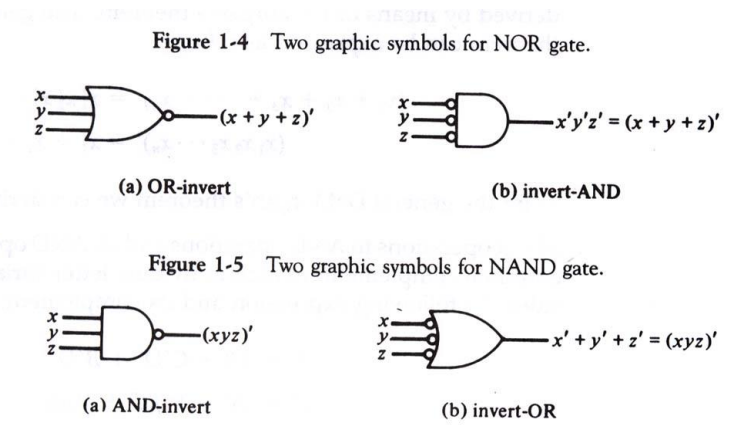 Figure 1-4 Two graphic symbols for NOR gate.
x
y
z
(x + y + z)'
(a) OR-invert
x
y
z
x'y'z' = (x + y + z)'
(b) invert-AND
Figure 1-5 Two graphic symbols for NAND gate.
x
y
z
(xyz)'
(a) AND-invert
x
y
z
x' + y' + z' = (xyz)'
(b) invert-OR